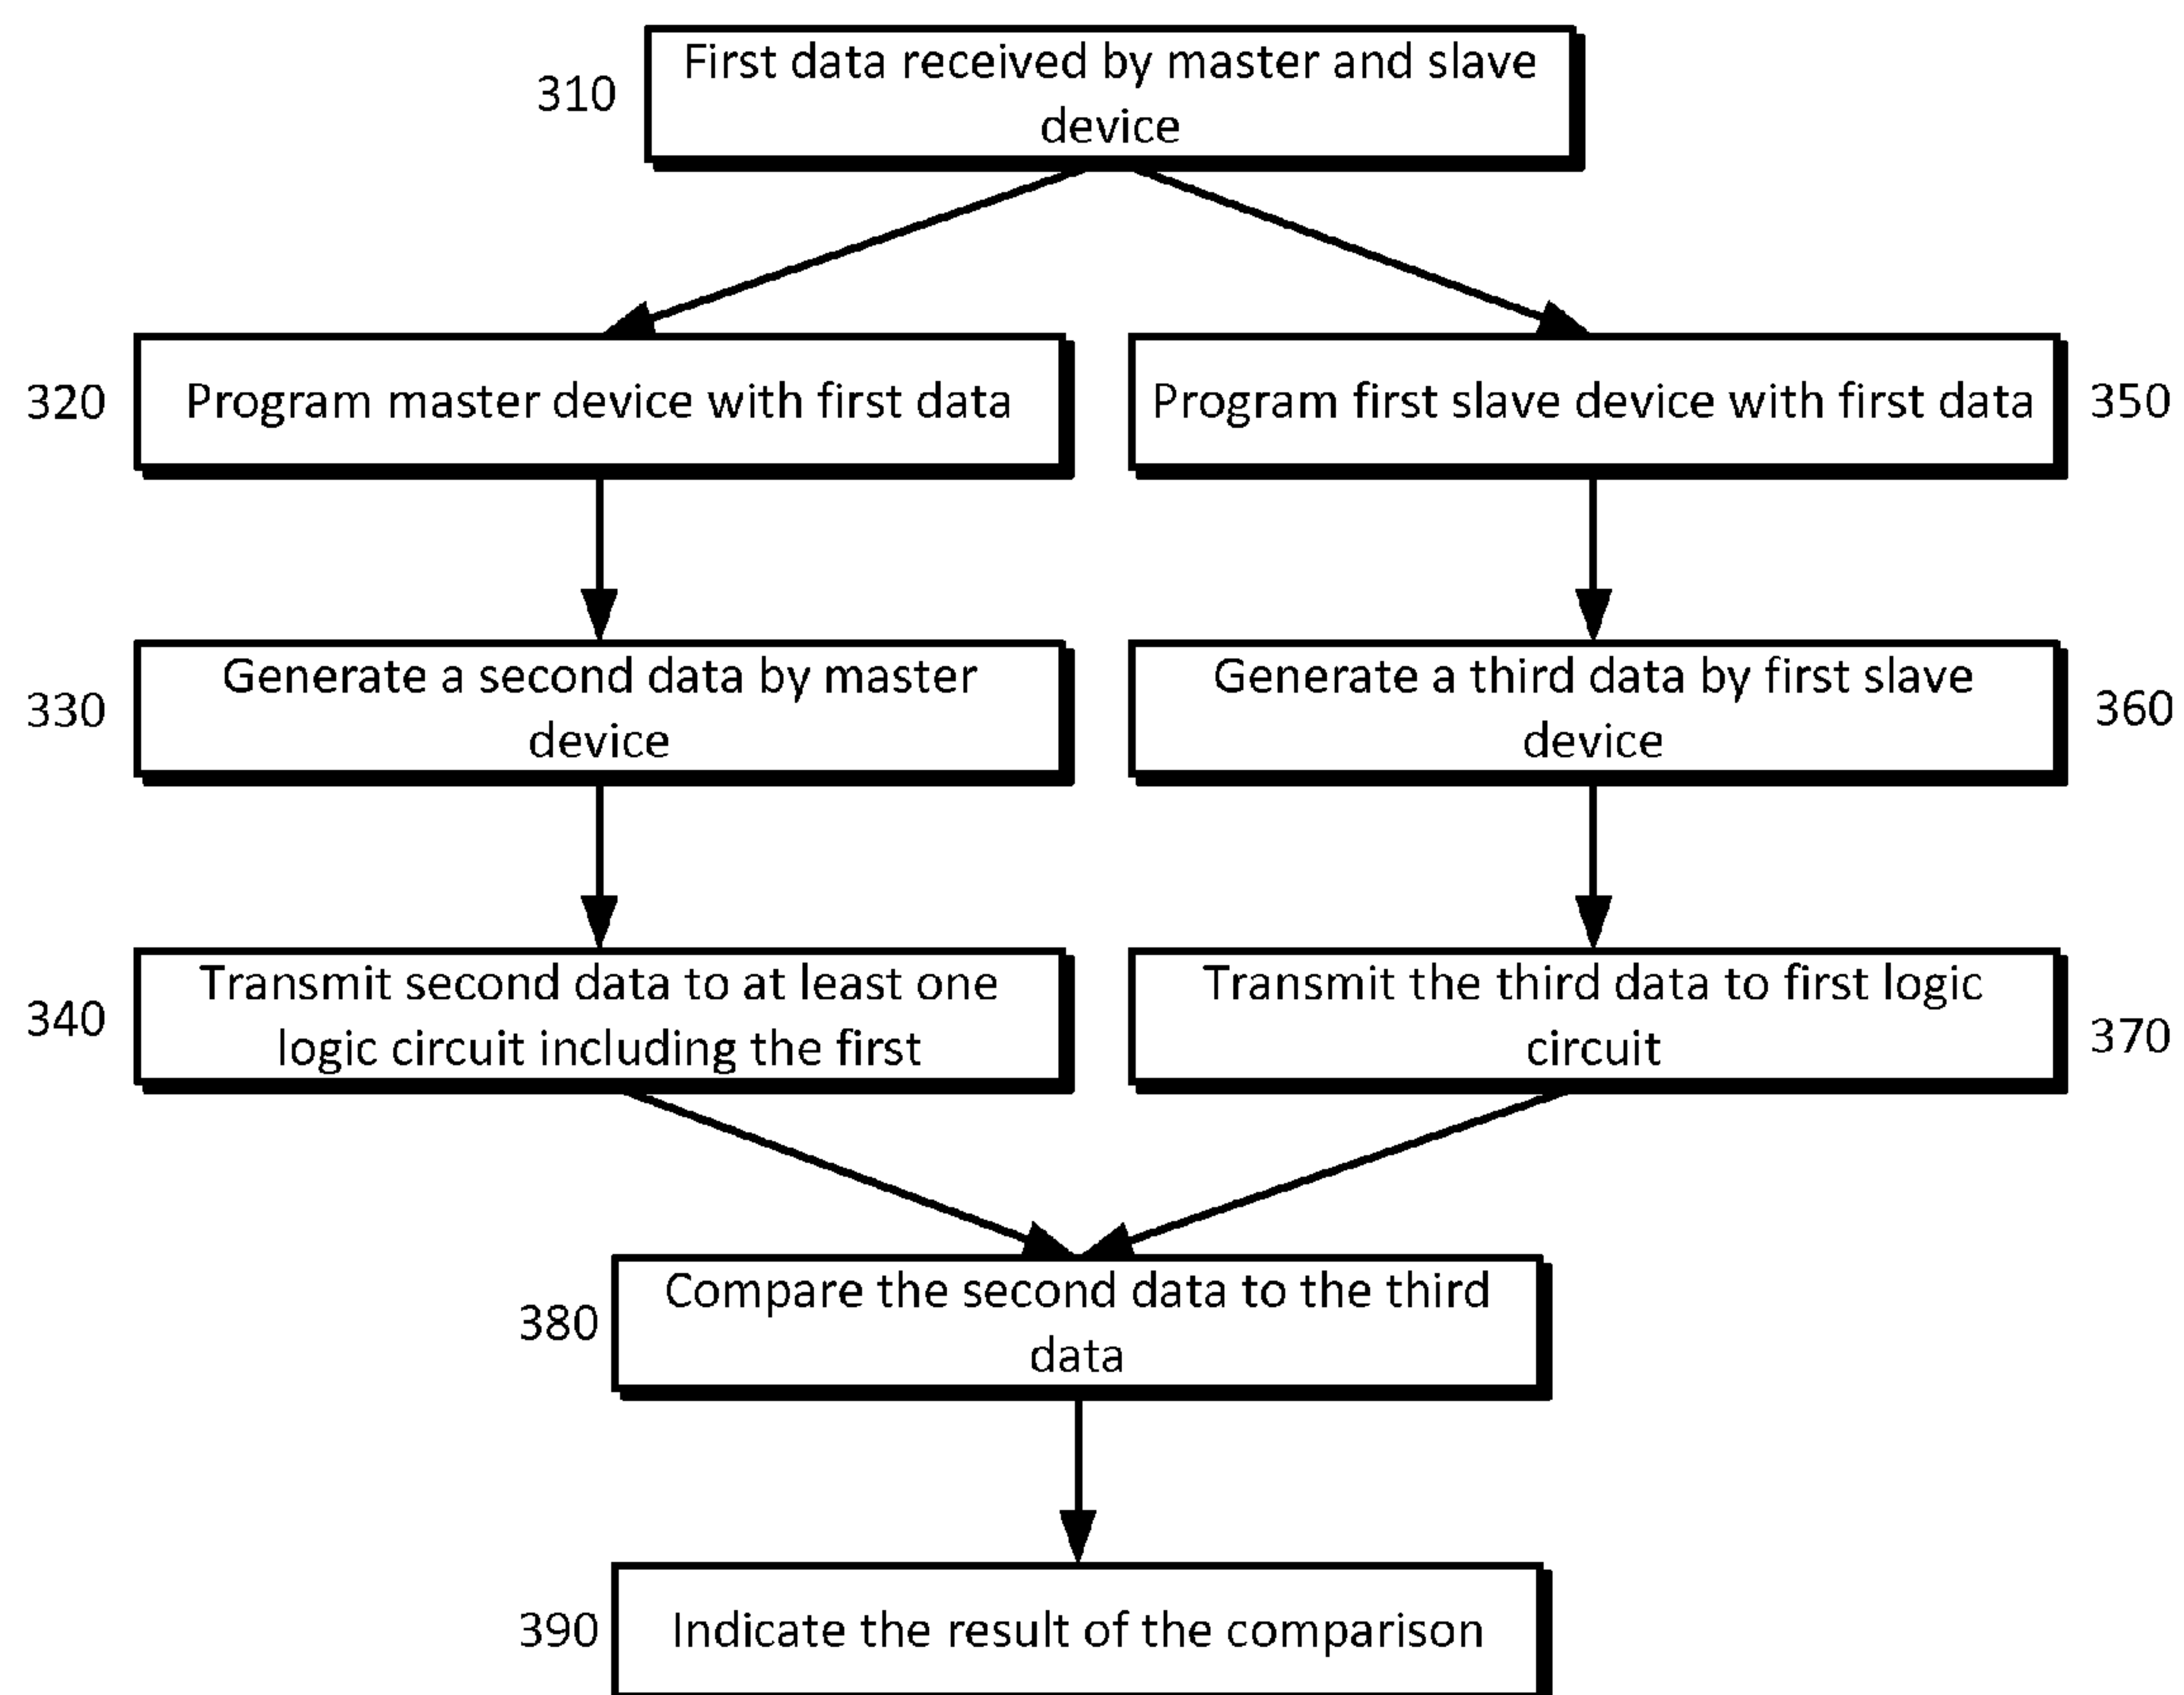 310
First data received by master and slave
device
320
Program master device with first data
Program first slave device with first data
350
330
Generate a second data by master
device
Generate a third data by first slave
device
360
340
Transmit second data to at least one
logic circuit including the first
Transmit the third data to first logic
circuit
370
380
Compare the second data to the third
data
390
Indicate the result of the comparison